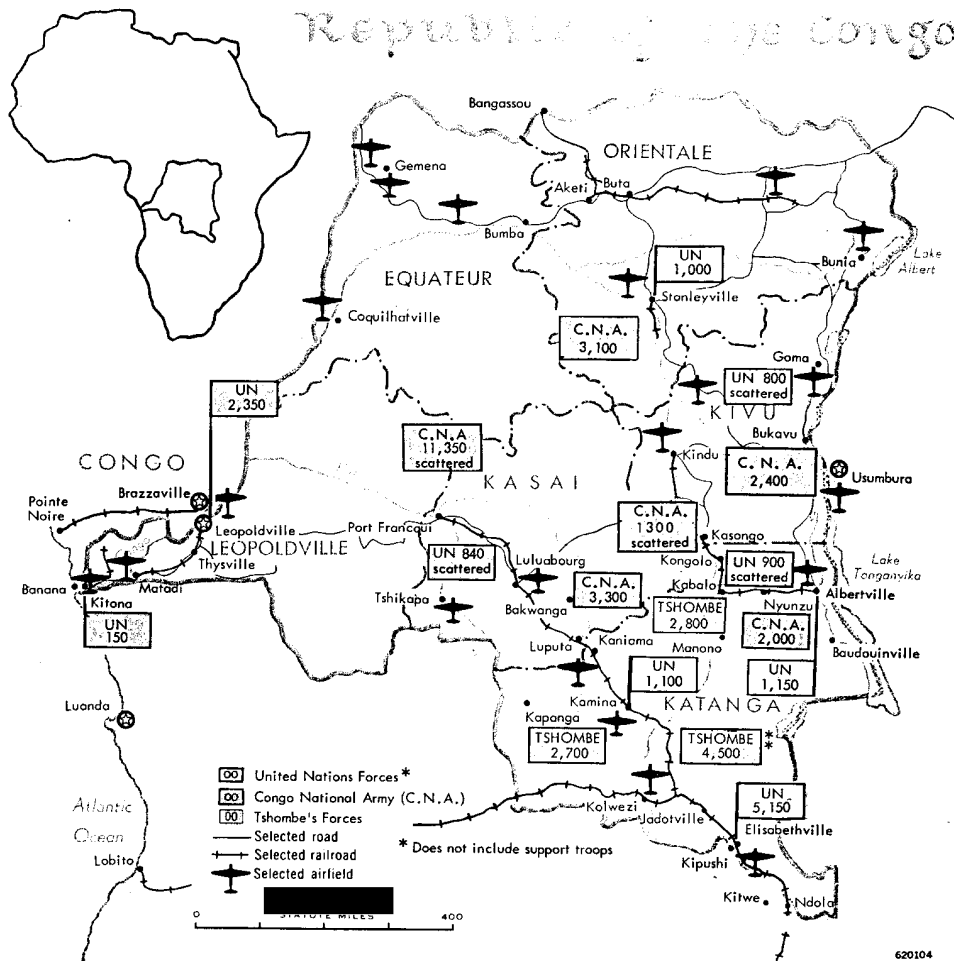 Republic of the Congo
Bangassou
ORIENTALE
Gemena
Aketi
Buta
Bumba
Bunia
Lake
Albert
EQUATEUR
UN
1,000
Stanleyville
Coquilhatville
C.N.A.
3,100
Goma
UN 800
scattered
KIVU
UN
2,350
Bukavu
C.N.A
11,350
scattered
Kindu
C. N. A.
2,400
Usumbura
CONGO
KASAI
Brazzaville
Pointe
Noire
C.N.A.
1300
scattered
Leopoldville
Port Francqui
Kasongo
LEOPOLDVILLE
Thysville
UN 840
scattered
Luluabourg
Kongolo
UN 900
scattered
Lake
Tanganyika
Banana
Matadi
Kabalo
Kitona
Tshikapa
Bakwanga
C.N.A.
3,300
TSHOMBE
2,800
Nyunzu
Albertville
UN
150
C.N.A.
2,000
Luputa
Kaniama
Manono
Baudouinville
UN
1,100
UN
1,150
Kamina
KATANGA
Luanda
Kapanga
TSHOMBE
2,700
TSHOMBE
4,500
**
United Nations Forces*
Congo National Army (C.N.A.)
Tshombe's Forces
Selected road
Selected railroad
Selected airfield
Atlantic
Ocean
Lobito
Kolwezi
Jadotville
UN
5,150
Elisabethville
* Does not include support troops
Kipushi
Kitwe
Ndola
STATUTE MILES
0
400
620104